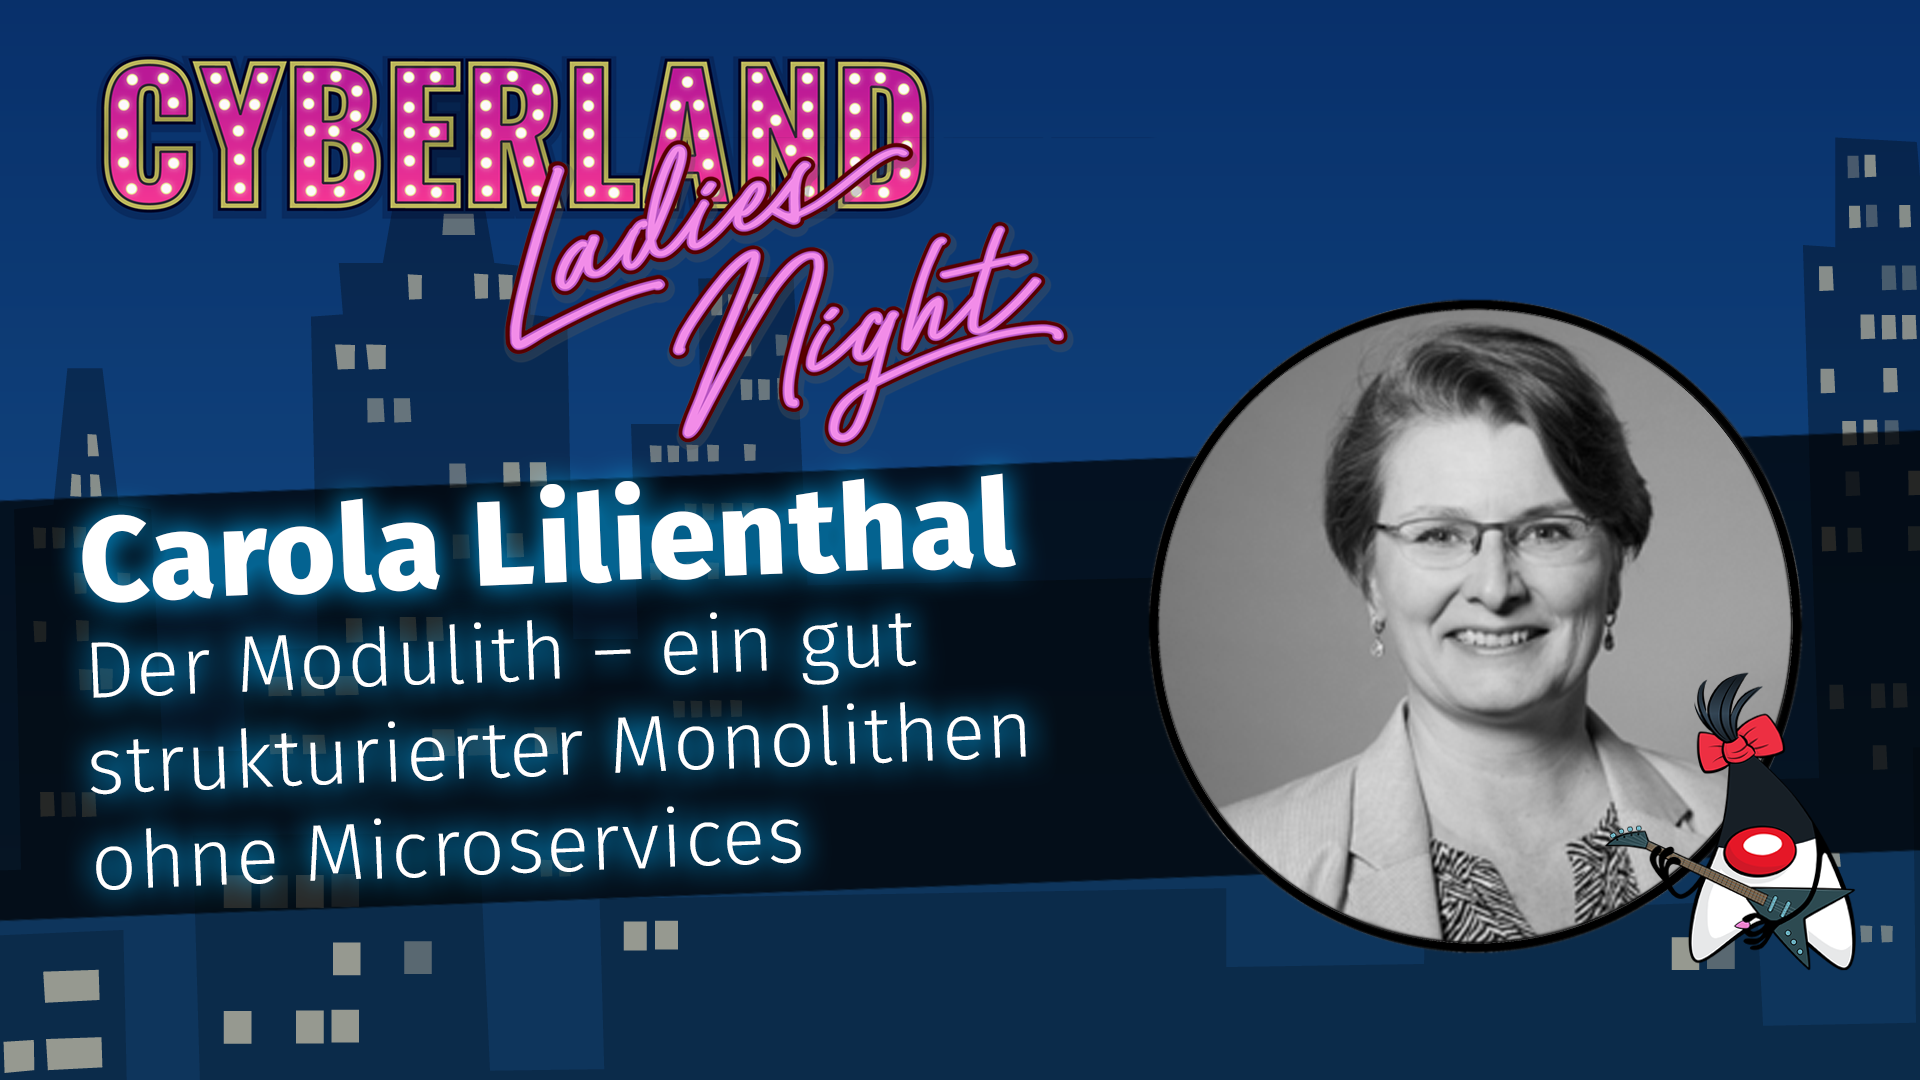 CYBERLAND
Ladies
Night
Carola Lilienthal
Der Modulith – ein gut
strukturierter Monolithen
ohne Microservices